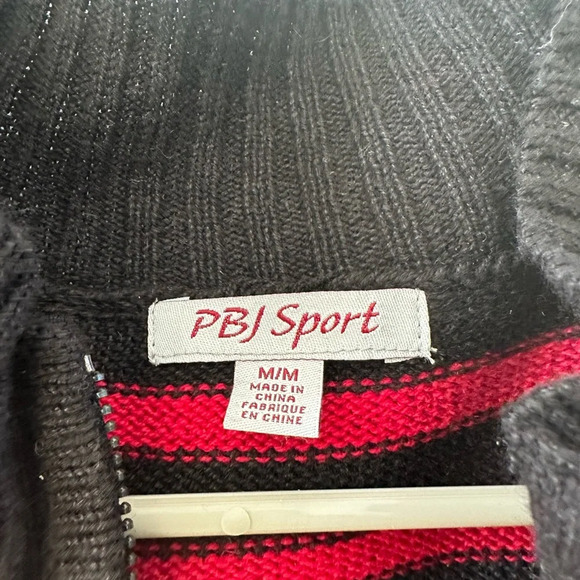 PBJ Sport
M/M
MADE IN
CHINA
FABRIQUE
EN CHINE